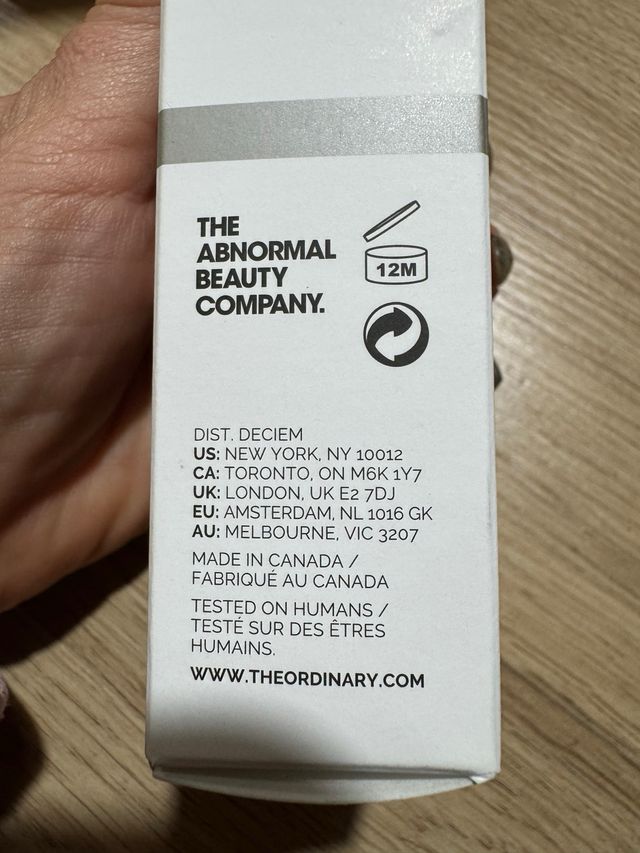 THE
ABNORMAL
BEAUTY
COMPANY.
12M
DIST. DECIEM
US: NEW YORK, NY 10012
CA: TORONTO, ON M6K 1Y7
UK: LONDON, UK E2 7DJ
EU: AMSTERDAM, NL 1016 GK
AU: MELBOURNE, VIC 3207
MADE IN CANADA /
FABRIQUÉ AU CANADA
TESTED ON HUMANS /
TESTÉ SUR DES ÊTRES
HUMAINS.
WWW.THEORDINARY.COM